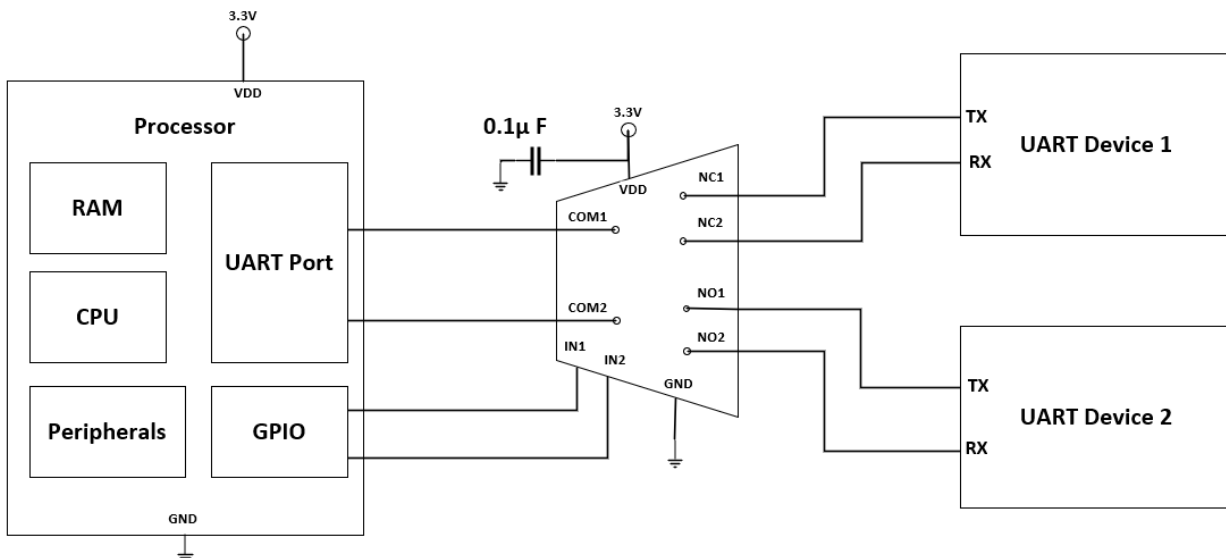 3.3V
VDD
Processor
RAM
CPU
Peripherals
UART Port
GPIO
GND
0.1µ F
3.3V
VDD
COM1
COM2
IN1
IN2
GND
NC1
NC2
NO1
NO2
TX
RX
UART Device 1
TX
RX
UART Device 2